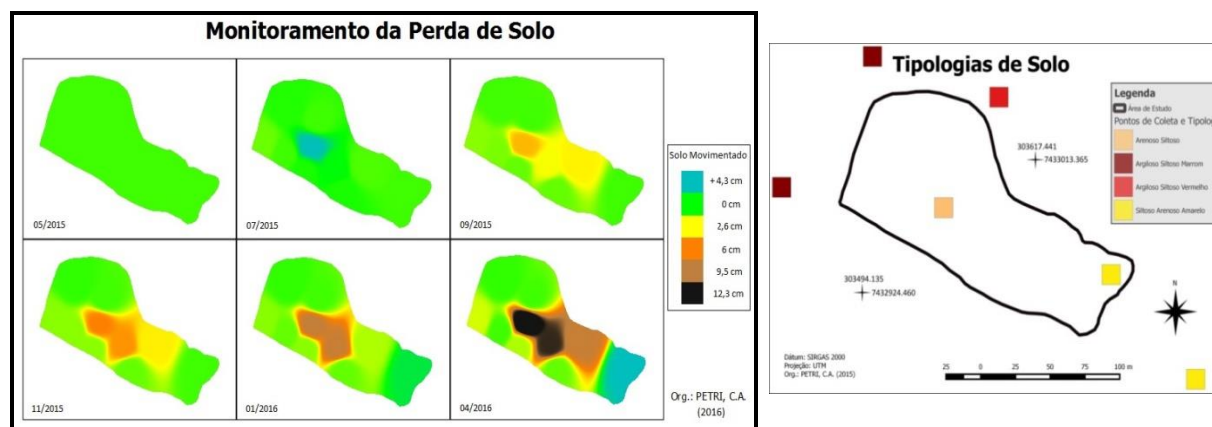 Monitoramento da Perda de Solo
05/2015
07/2015
09/2015
11/2015
01/2016
04/2016
Solo Movimentado
+ 4,3 cm
0 cm
2,6 cm
6 cm
9,5 cm
12,3 cm
Org.: PETRI, C.A.
(2016)
Tipologias de Solo
303617.441
7433013.365
303494.135
7432924.460
Legenda
Área de Estudo
Pontos de Coleta e Tipolo
Arenoso Siltoso
Argiloso Siltoso Marrom
Argiloso Siltoso Vermelho
Siltoso Arenoso Amarelo
N
Dátum: SIRGAS 2000
Projeção: UTM
Org.: PETRI, C.A. (2015)
25 0 25 50 75 100 m